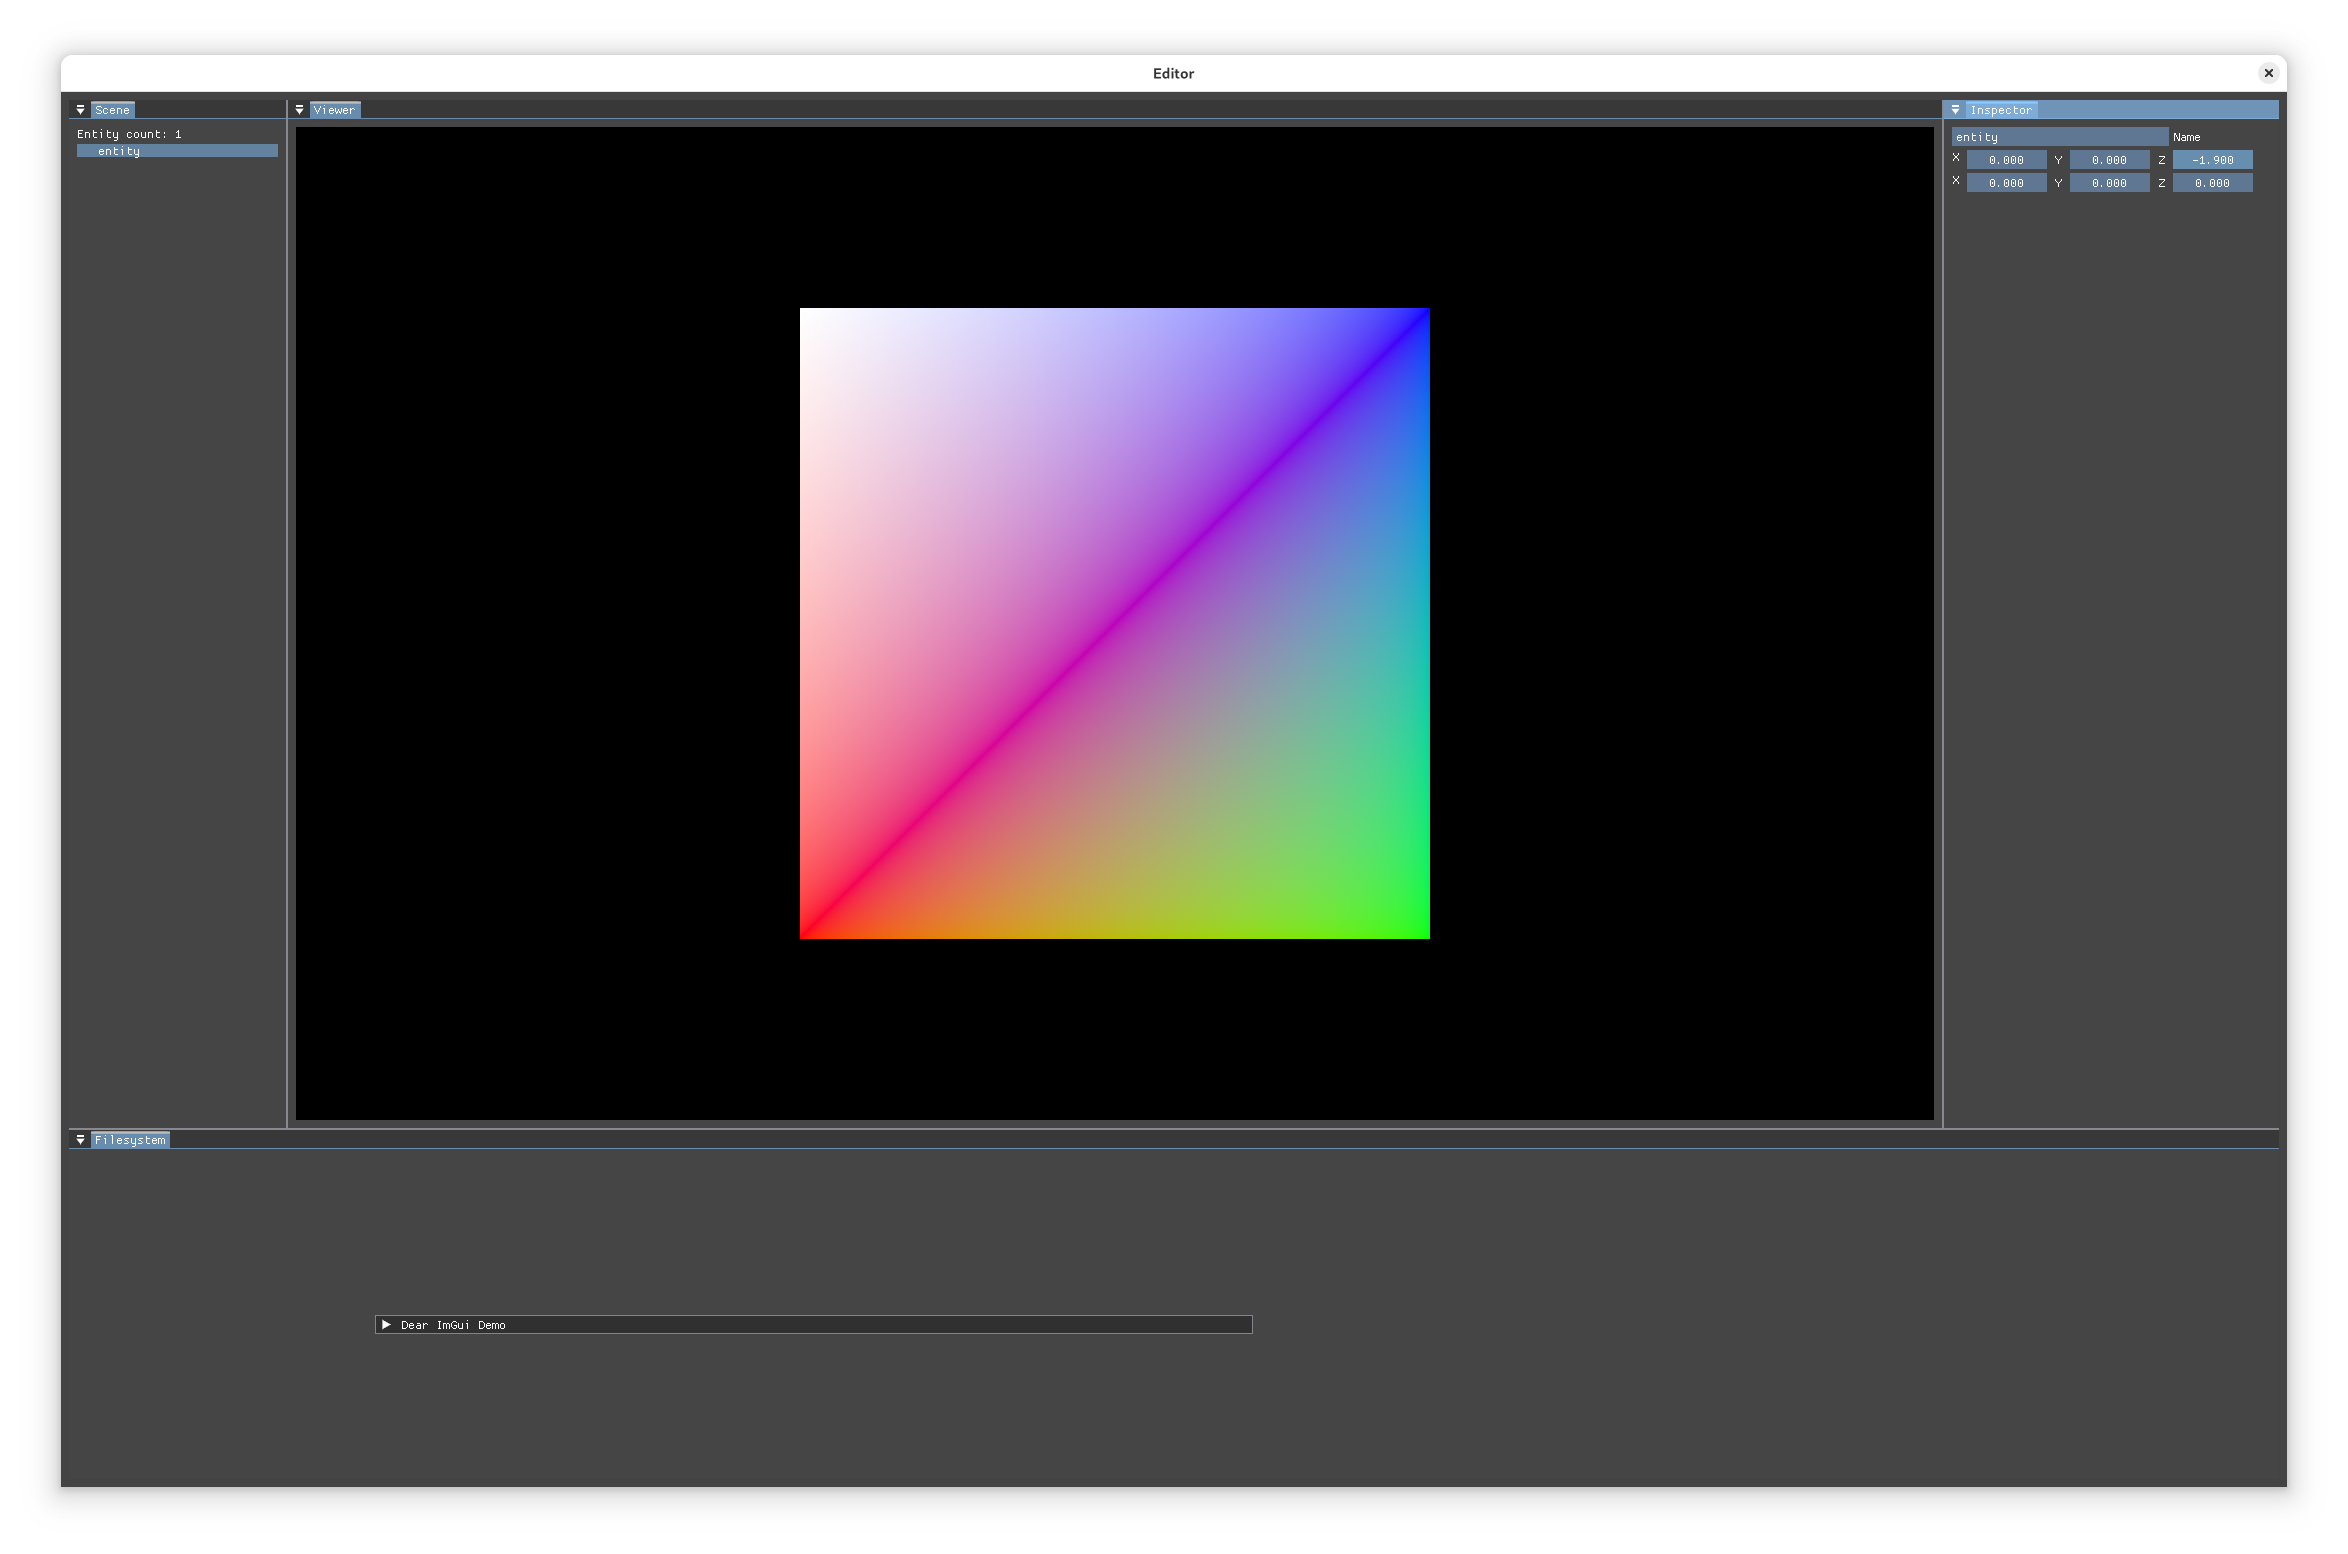 Editor
Scene
Viewer
Inspector
Entity count: 1
entity
entity Name
X 0.000 Y 0.000 Z -1.900
X 0.000 Y 0.000 Z 0.000
Filesystem
Dear ImGui Demo